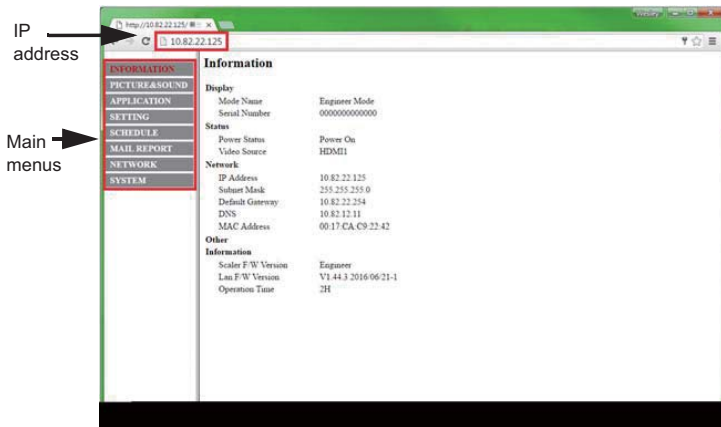 IP
address
Main
menus
http://10.82.22.125/
10.82.22.125
INFORMATION
PICTURE&SOUND
APPLICATION
SETTING
SCHEDULE
MAIL REPORT
NETWORK
SYSTEM
Information
Display
Mode Name Engineer Mode
Serial Number 0000000000000
Status
Power Status Power On
Video Source HDMI1
Network
IP Address 10.82.22.125
Subnet Mask 255.255.255.0
Default Gateway 10.82.22.254
DNS 10.82.12.11
MAC Address 00:17:CA:C9:22:42
Other
Information
Scaler F/W Version Engineer
Lan F/W Version V1.44.3 2016/06/21-1
Operation Time 2H